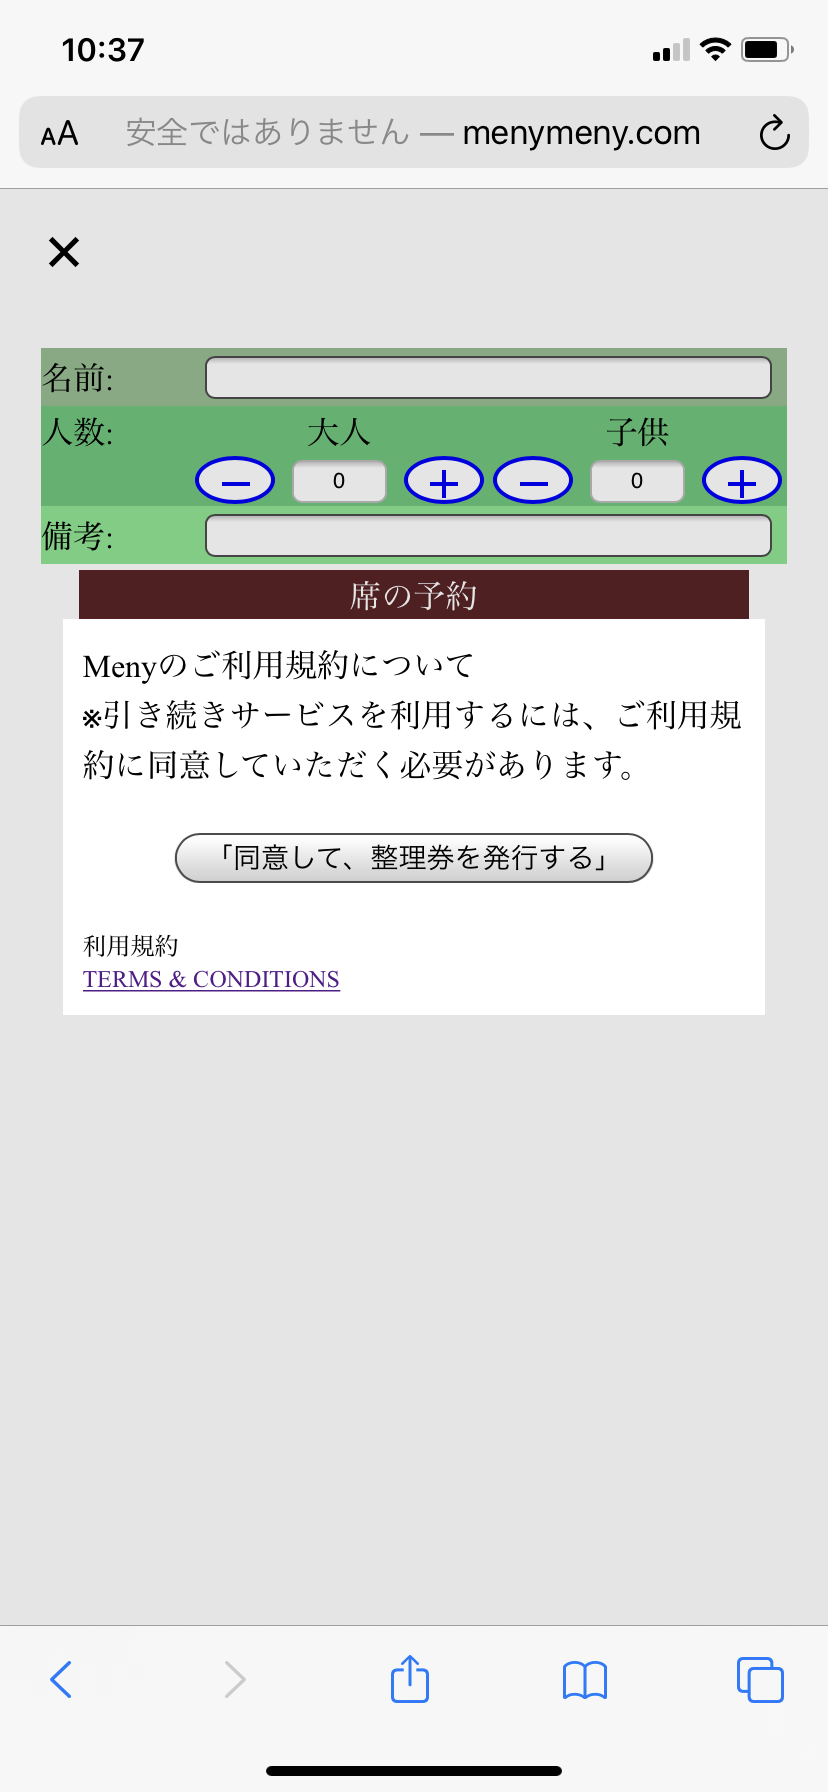 10:37
AA 安全ではありません — menymeny.com
名前:
人数: 大人 子供
0 0
備考:
席の予約
Menyのご利用規約について
※引き続きサービスを利用するには、ご利用規
約に同意していただく必要があります。
「同意して、整理券を発行する」
利用規約
TERMS & CONDITIONS